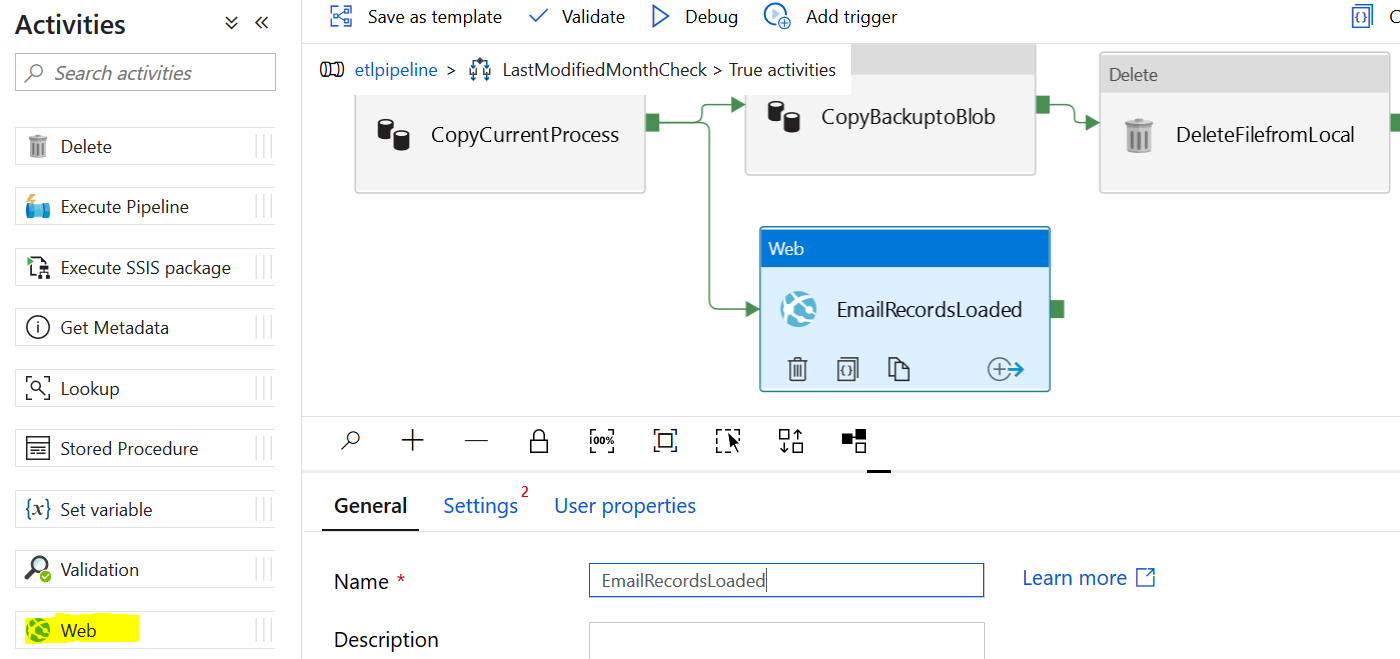 Activities
Search activities
Delete
Execute Pipeline
Execute SSIS package
Get Metadata
Lookup
Stored Procedure
{x} Set variable
Validation
Web
Save as template Validate Debug Add trigger {} C
etlpipeline > LastModifiedMonthCheck > True activities
CopyCurrentProcess
CopyBackuptoBlob
Delete
DeleteFilefromLocal
Web
EmailRecordsLoaded
{}
100%
General Settings 2 User properties
Name * EmailRecordsLoaded Learn more
Description